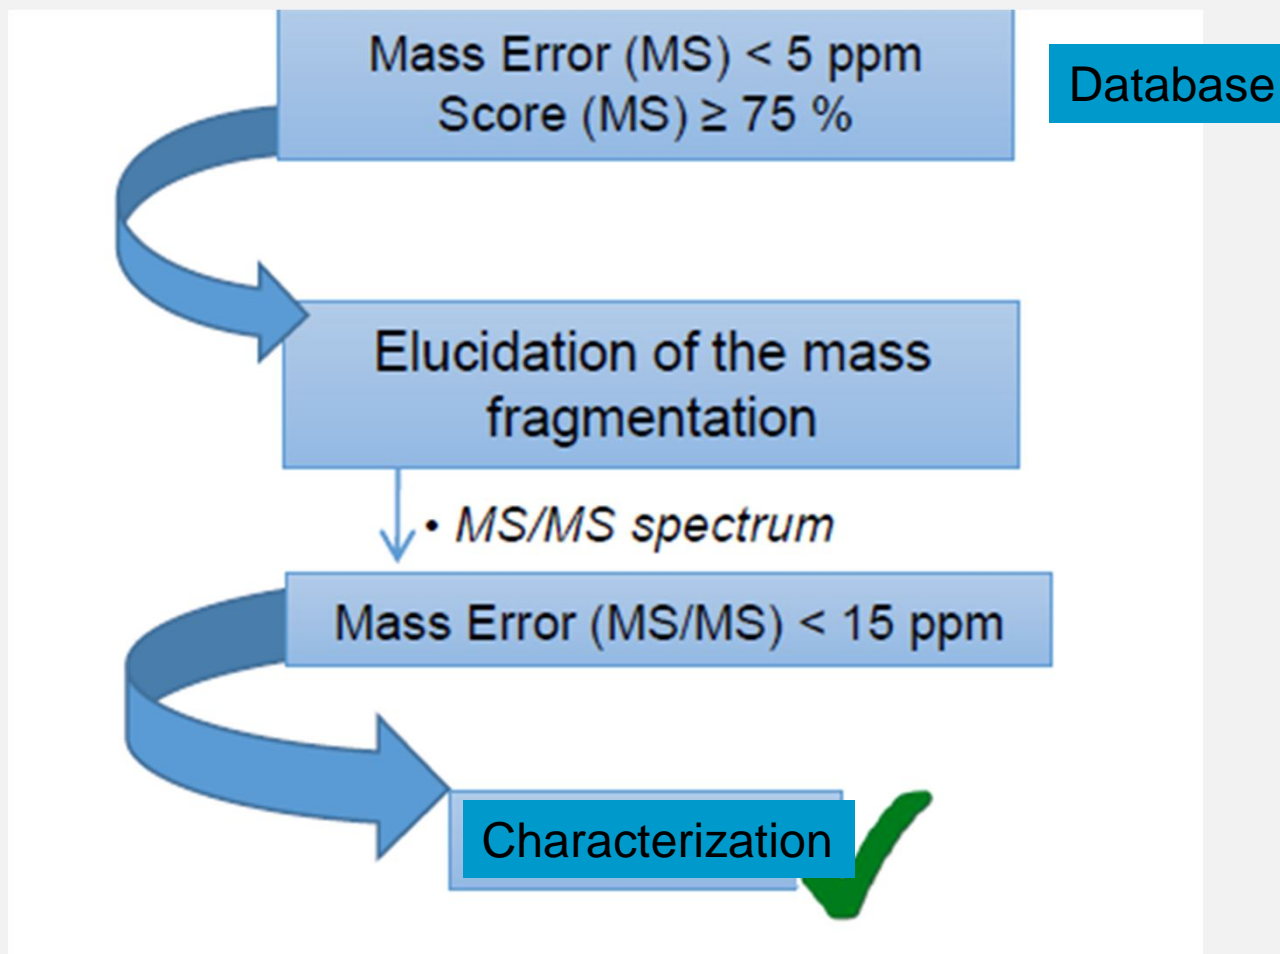 Mass Error (MS) < 5 ppm
Score (MS) ≥ 75 %
Database
Elucidation of the mass
fragmentation
• MS/MS spectrum
Mass Error (MS/MS) < 15 ppm
Characterization